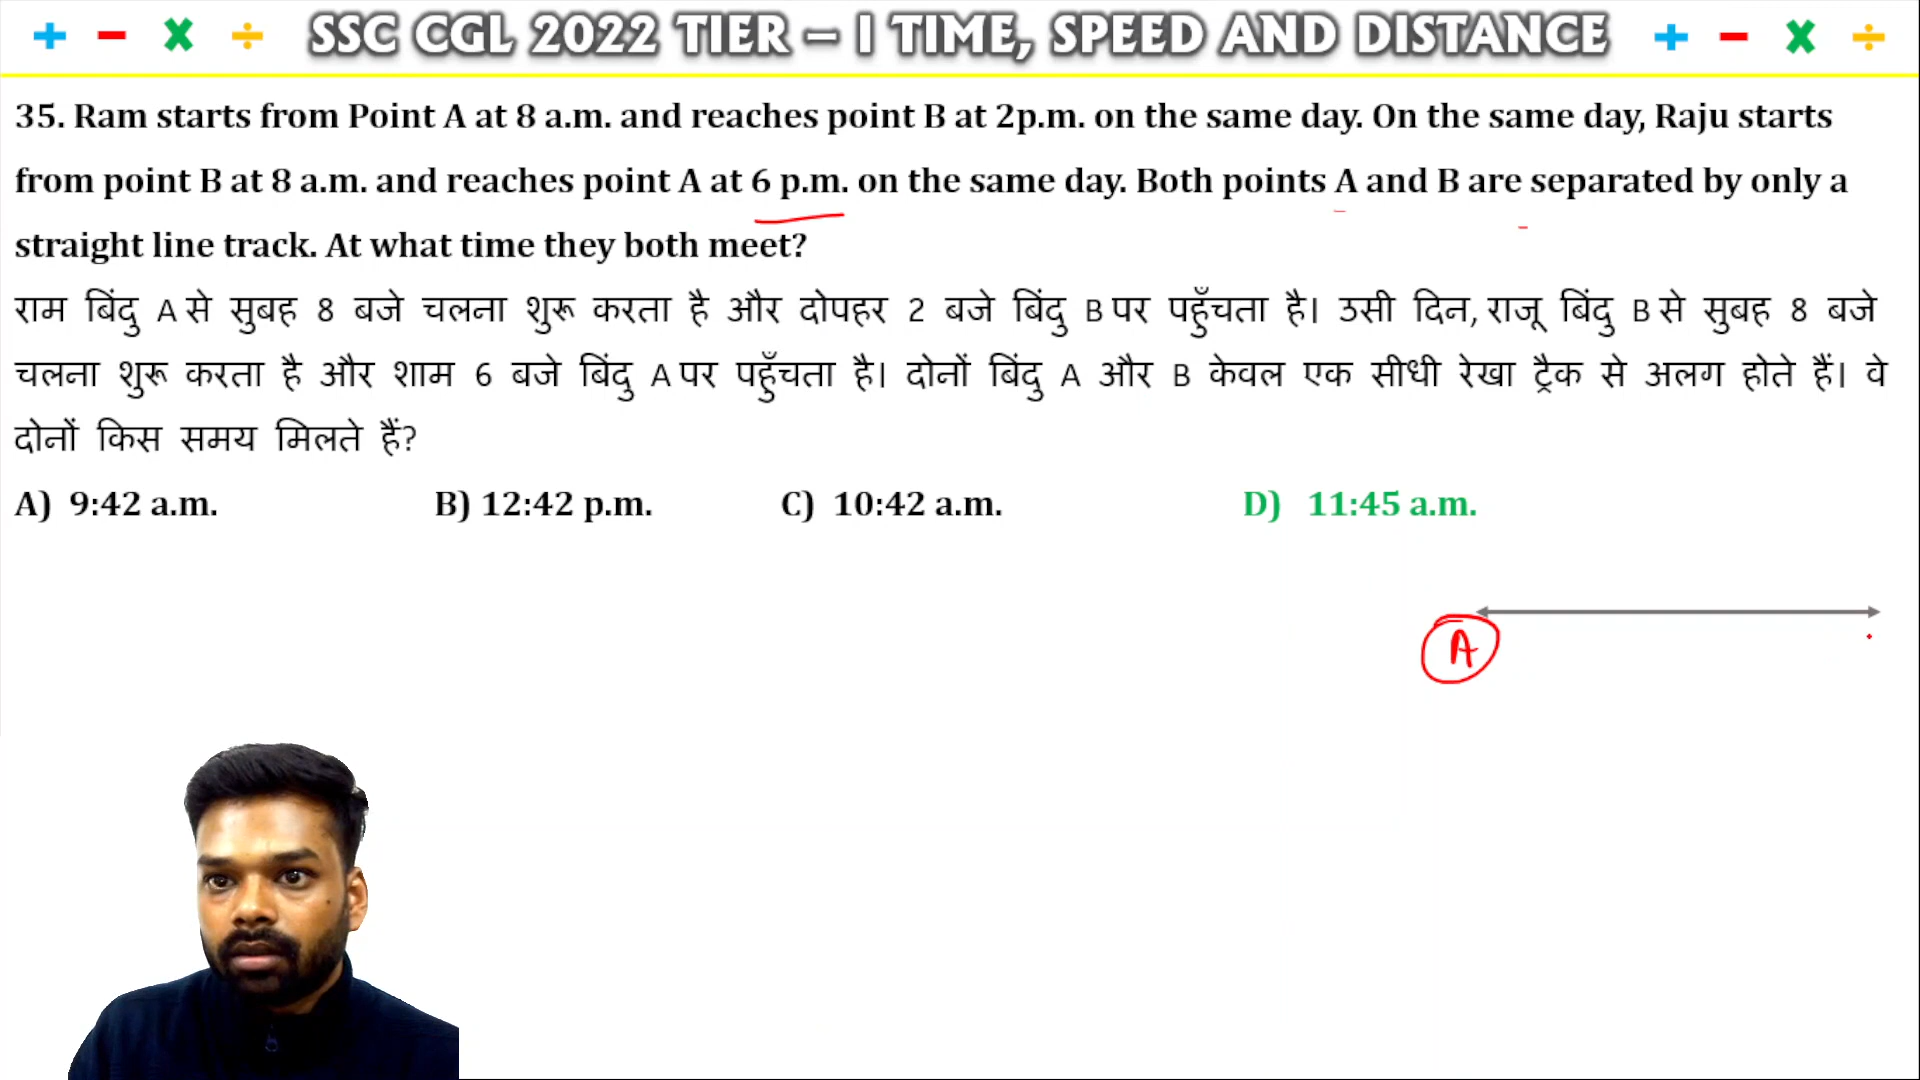 SSC CGL 2022 TIER – I TIME, SPEED AND DISTANCE
35. Ram starts from Point A at 8 a.m. and reaches point B at 2p.m. on the same day. On the same day, Raju starts
from point B at 8 a.m. and reaches point A at 6 p.m. on the same day. Both points A and B are separated by only a
straight line track. At what time they both meet?
राम बिंदु A से सुबह 8 बजे चलना शुरू करता है और दोपहर 2 बजे बिंदु B पर पहुँचता है। उसी दिन, राजू बिंदु B से सुबह 8 बजे
चलना शुरू करता है और शाम 6 बजे बिंदु A पर पहुँचता है। दोनों बिंदु A और B केवल एक सीधी रेखा ट्रैक से अलग होते हैं। वे
दोनों किस समय मिलते हैं?
A) 9:42 a.m. B) 12:42 p.m. C) 10:42 a.m. D) 11:45 a.m.
A